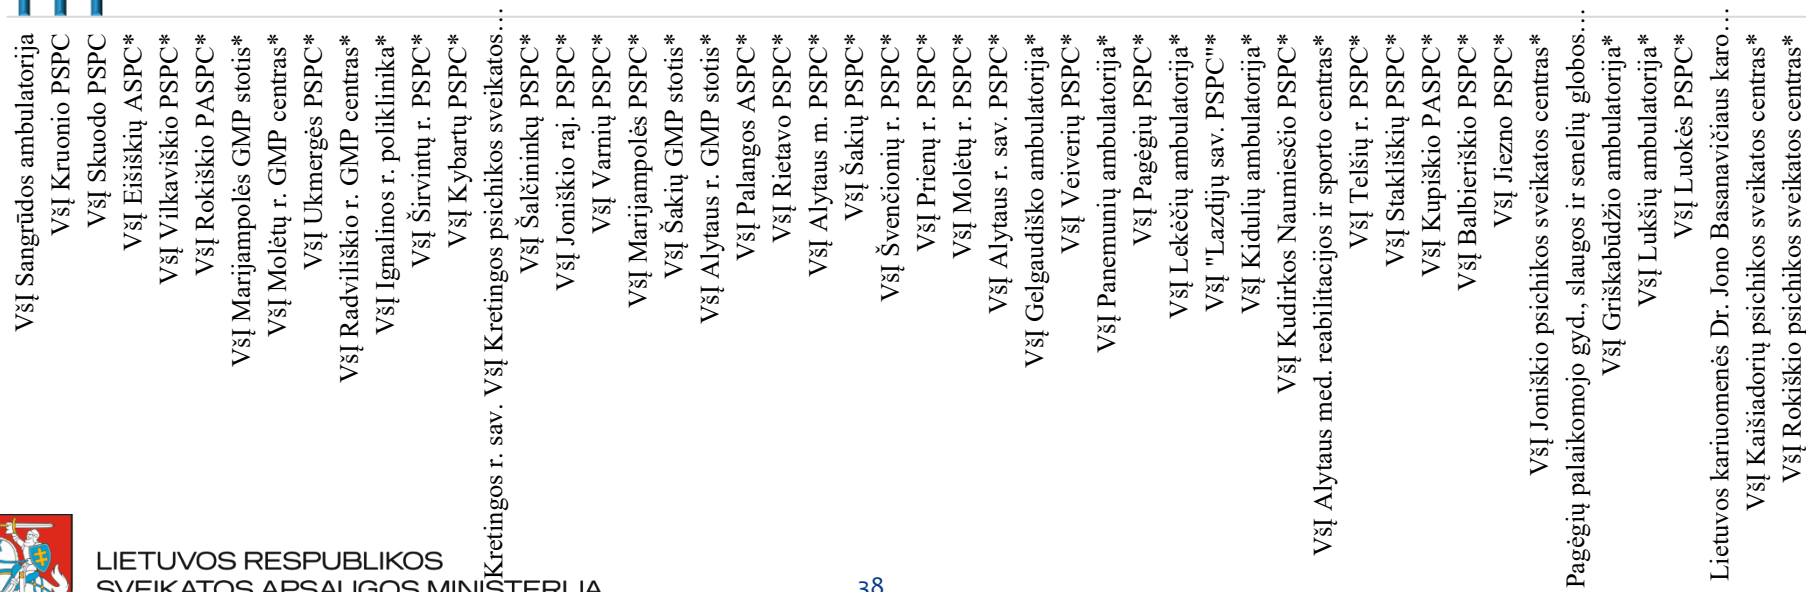 VšĮ Sangrūdos ambulatorija
VšĮ Kruonio PSPC
VšĮ Skuodo PSPC
VšĮ Eišiškių ASPC*
VšĮ Vilkaviškio PSPC*
VšĮ Rokiškio PASPC*
VšĮ Marijampolės GMP stotis*
VšĮ Molėtų r. GMP centras*
VšĮ Ukmergės PSPC*
VšĮ Radviliškio r. GMP centras*
VšĮ Ignalinos r. poliklinika*
VšĮ Širvintų r. PSPC*
VšĮ Kybartų PSPC*
Kretingos r. sav. VšĮ Kretingos psichikos sveikatos…
VšĮ Šalčininkų PSPC*
VšĮ Joniškio raj. PSPC*
VšĮ Varnių PSPC*
VšĮ Marijampolės PSPC*
VšĮ Šakių GMP stotis*
VšĮ Alytaus r. GMP stotis*
VšĮ Palangos ASPC*
VšĮ Rietavo PSPC*
VšĮ Alytaus m. PSPC*
VšĮ Šakių PSPC*
VšĮ Švenčionių r. PSPC*
VšĮ Prienų r. PSPC*
VšĮ Molėtų r. PSPC*
VšĮ Alytaus r. sav. PSPC*
VšĮ Gelgaudiško ambulatorija*
VšĮ Veiverių PSPC*
VšĮ Panemunių ambulatorija*
VšĮ Pagėgių PSPC*
VšĮ Lekėčių ambulatorija*
VšĮ "Lazdijų sav. PSPC"*
VšĮ Kidulių ambulatorija*
VšĮ Kudirkos Naumiesčio PSPC*
VšĮ Alytaus med. reabilitacijos ir sporto centras*
VšĮ Telšių r. PSPC*
VšĮ Stakliškių PSPC*
VšĮ Kupiškio PASPC*
VšĮ Balbieriškio PSPC*
VšĮ Jiezno PSPC*
VšĮ Joniškio psichikos sveikatos centras*
Pagėgių palaikomojo gyd., slaugos ir senelių globos…
VšĮ Griškabūdžio ambulatorija*
VšĮ Lukšių ambulatorija*
VšĮ Luokės PSPC*
Lietuvos kariuomenės Dr. Jono Basanavičiaus karo…
VšĮ Kaišiadorių psichikos sveikatos centras*
VšĮ Rokiškio psichikos sveikatos centras*
LIETUVOS RESPUBLIKOS
SVEIKATOS APSAUGOS MINISTERIJA
38